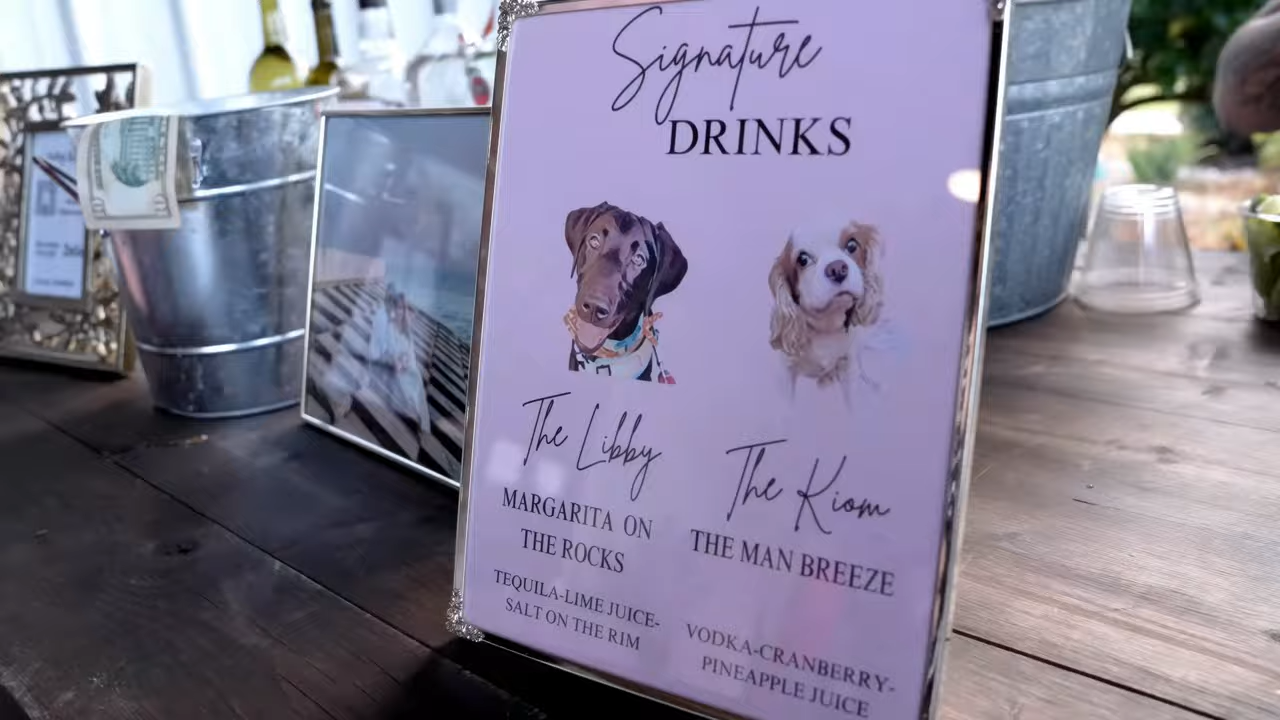 Signature
DRINKS
The Libby
MARGARITA ON
THE ROCKS
TEQUILA-LIME JUICE-
SALT ON THE RIM
The Kiom
THE MAN BREEZE
VODKA-CRANBERRY-
PINEAPPLE JUICE